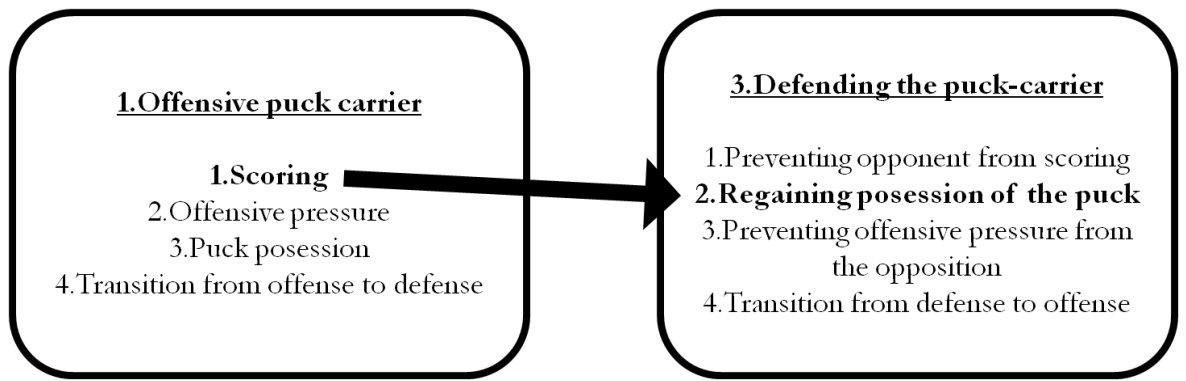 1.Offensive puck carrier
1.Scoring
2.Offensive pressure
3.Puck posession
4.Transition from offense to defense
3.Defending the puck-carrier
1.Preventing opponent from scoring
2.Regaining posession of the puck
3.Preventing offensive pressure from
the opposition
4.Transition from defense to offense